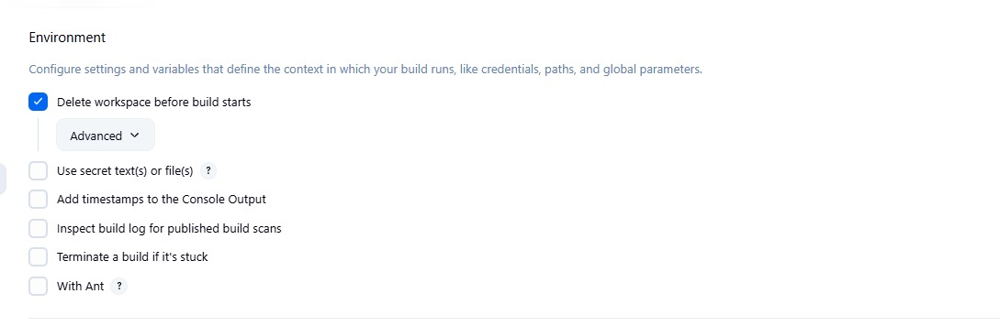 Environment
Configure settings and variables that define the context in which your build runs, like credentials, paths, and global parameters.
Delete workspace before build starts
Advanced
Use secret text(s) or file(s) ?
Add timestamps to the Console Output
Inspect build log for published build scans
Terminate a build if it's stuck
With Ant ?